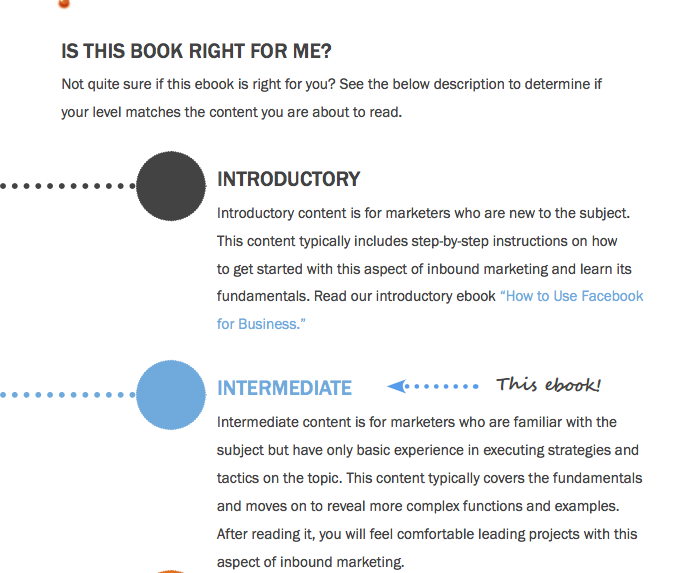 IS THIS BOOK RIGHT FOR ME?
Not quite sure if this ebook is right for you? See the below description to determine if
your level matches the content you are about to read.
INTRODUCTORY
Introductory content is for marketers who are new to the subject.
This content typically includes step-by-step instructions on how
to get started with this aspect of inbound marketing and learn its
fundamentals. Read our introductory ebook “How to Use Facebook
for Business.”
INTERMEDIATE
This ebook!
Intermediate content is for marketers who are familiar with the
subject but have only basic experience in executing strategies and
tactics on the topic. This content typically covers the fundamentals
and moves on to reveal more complex functions and examples.
After reading it, you will feel comfortable leading projects with this
aspect of inbound marketing.